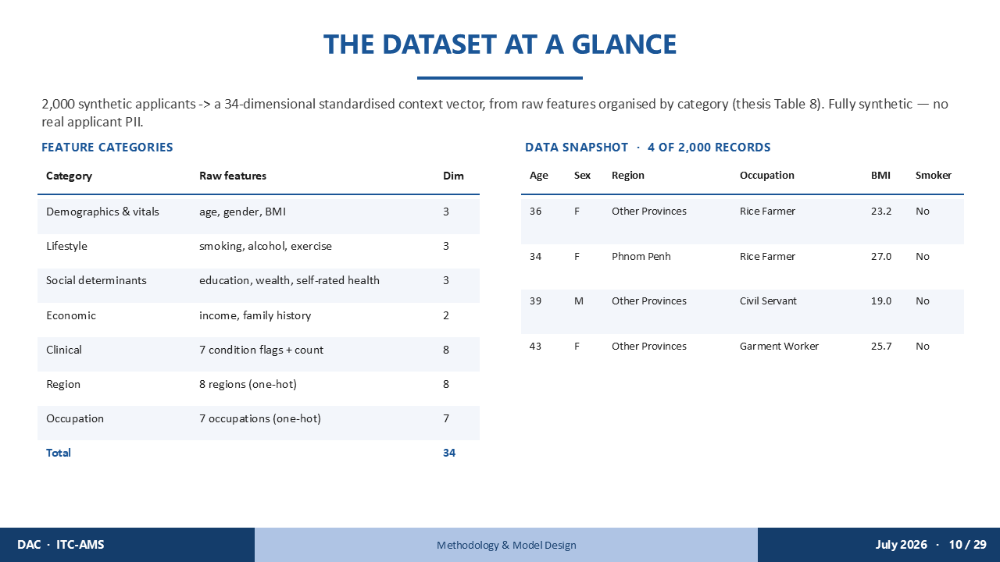 THE DATASET AT A GLANCE
2,000 synthetic applicants -> a 34-dimensional standardised context vector, from raw features organised by category (thesis Table 8). Fully synthetic — no
real applicant PII.
FEATURE CATEGORIES
Category Raw features Dim
Demographics & vitals age, gender, BMI 3
Lifestyle smoking, alcohol, exercise 3
Social determinants education, wealth, self-rated health 3
Economic income, family history 2
Clinical 7 condition flags + count 8
Region 8 regions (one-hot) 8
Occupation 7 occupations (one-hot) 7
Total 34
DATA SNAPSHOT · 4 OF 2,000 RECORDS
Age Sex Region Occupation BMI Smoker
36 F Other Provinces Rice Farmer 23.2 No
34 F Phnom Penh Rice Farmer 27.0 No
39 M Other Provinces Civil Servant 19.0 No
43 F Other Provinces Garment Worker 25.7 No
DAC · ITC-AMS
Methodology & Model Design
July 2026 · 10 / 29